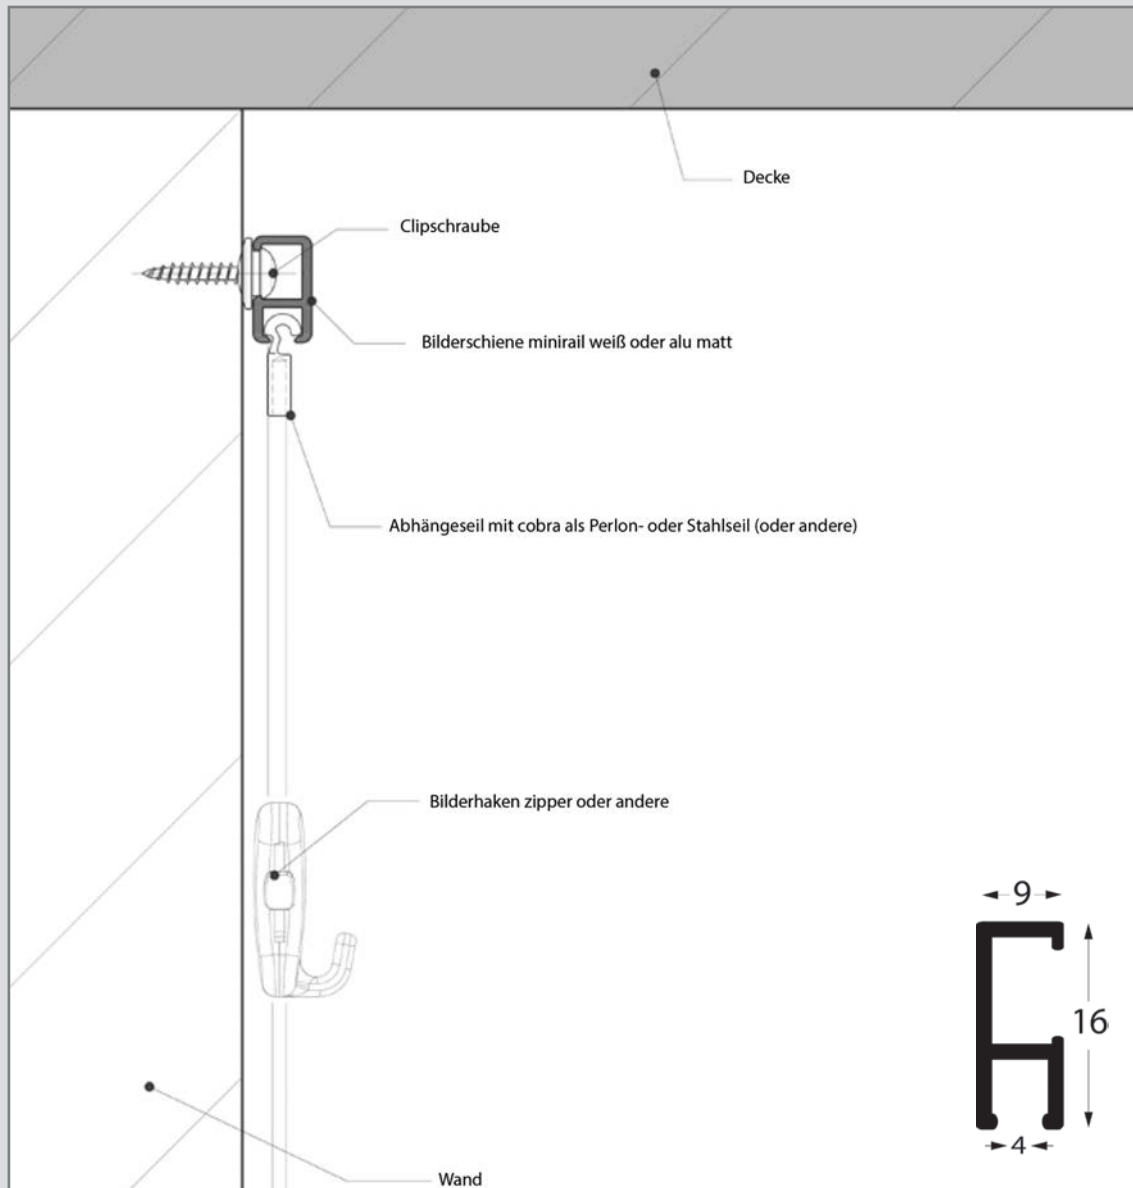 Decke
Clipschraube
Bilderschiene minirail weiß oder alu matt
Abhängeseil mit cobra als Perlon- oder Stahlseil (oder andere)
Bilderhaken zipper oder andere
9
16
4
Wand